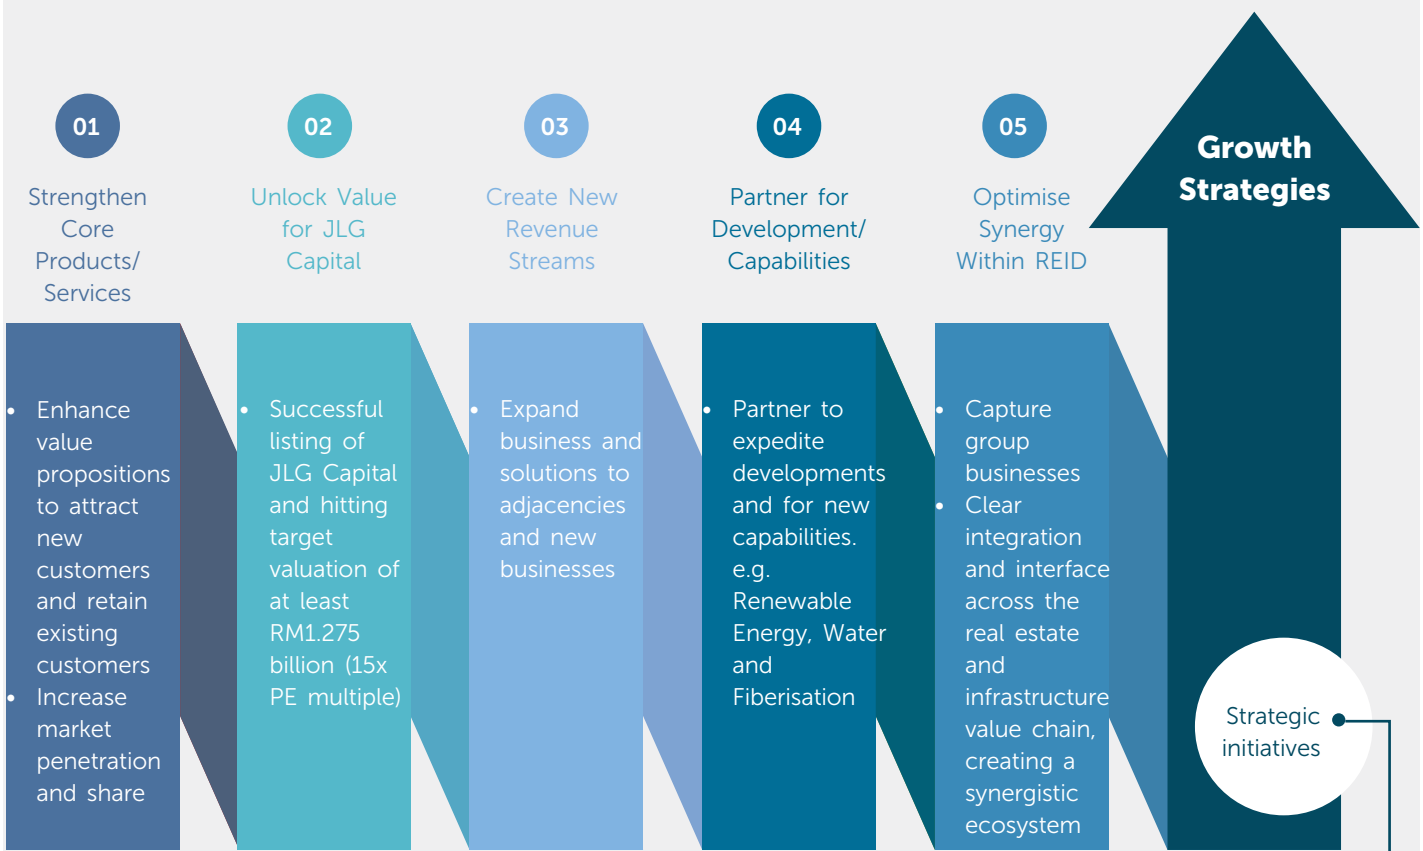 01
Strengthen
Core
Products/
Services
• Enhance
value
propositions
to attract
new
customers
and retain
existing
customers
• Increase
market
penetration
and share
02
Unlock Value
for JLG
Capital
• Successful
listing of
JLG Capital
and hitting
target
valuation of
at least
RM1.275
billion (15x
PE multiple)
03
Create New
Revenue
Streams
• Expand
business and
solutions to
adjacencies
and new
businesses
04
Partner for
Development/
Capabilities
• Partner to
expedite
developments
and for new
capabilities.
e.g.
Renewable
Energy, Water
and
Fiberisation
05
Optimise
Synergy
Within REID
• Capture
group
businesses
• Clear
integration
and interface
across the
real estate
and
infrastructure
value chain,
creating a
synergistic
ecosystem
Growth
Strategies
Strategic
initiatives